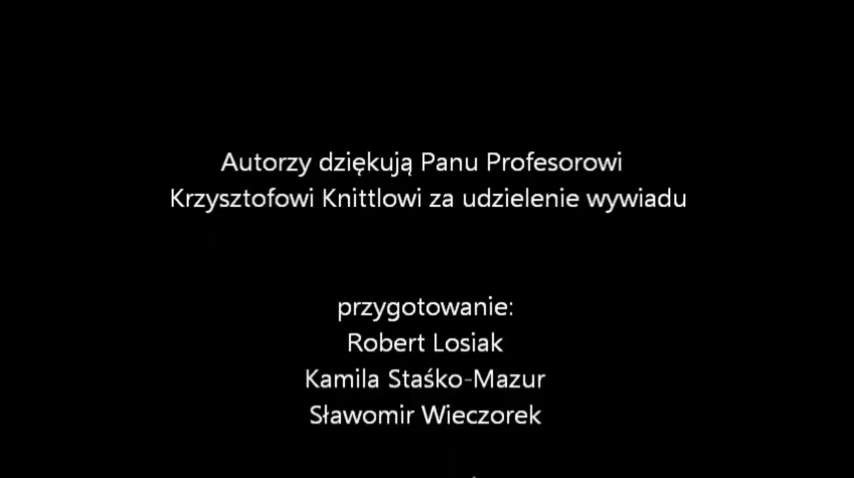 Autorzy dziękują Panu Profesorowi
Krzysztofowi Knittlowi za udzielenie wywiadu
przygotowanie:
Robert Losiak
Kamila Staśko-Mazur
Sławomir Wieczorek